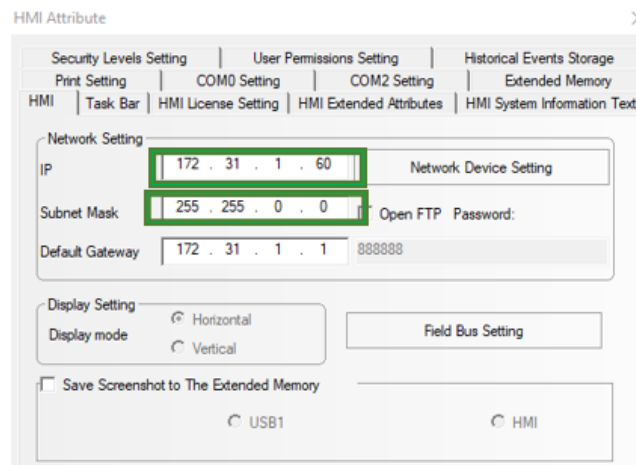 HMI Attribute
Security Levels Setting User Permissions Setting Historical Events Storage
Print Setting COM0 Setting COM2 Setting Extended Memory
HMI Task Bar HMI License Setting HMI Extended Attributes HMI System Information Text
Network Setting
IP 172 . 31 . 1 . 60 Network Device Setting
Subnet Mask 255 . 255 . 0 . 0 Open FTP Password:
Default Gateway 172 . 31 . 1 . 1 888888
Display Setting
Display mode Horizontal
Vertical
Field Bus Setting
Save Screenshot to The Extended Memory
USB1 HMI